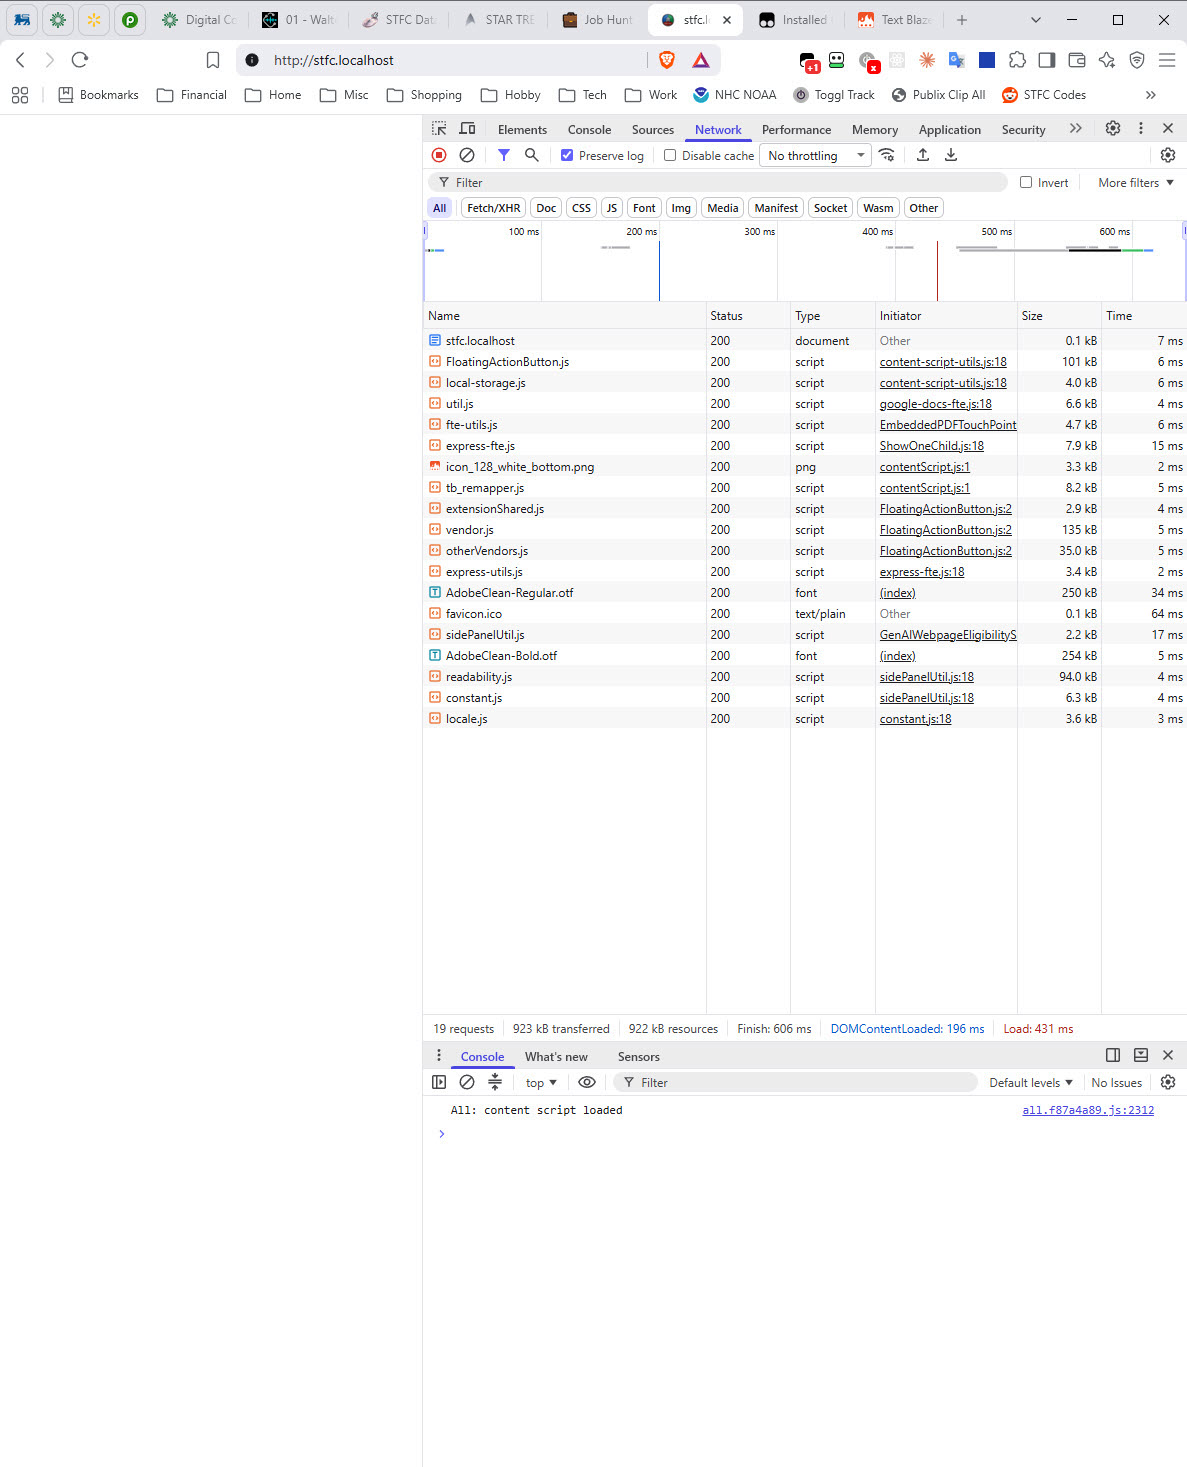 Digital Co
01 - Walt
STFC Data
STAR TRE
Job Hunt
stfc.l
Installed
Text Blaze
http://stfc.localhost
+1
x
Bookmarks
Financial
Home
Misc
Shopping
Hobby
Tech
Work
NHC NOAA
Toggl Track
Publix Clip All
STFC Codes
Elements
Console
Sources
Network
Performance
Memory
Application
Security
Preserve log
Disable cache
No throttling
Filter
Invert
More filters
All
Fetch/XHR
Doc
CSS
JS
Font
Img
Media
Manifest
Socket
Wasm
Other
100 ms
200 ms
300 ms
400 ms
500 ms
600 ms
Name Status Type Initiator Size Time
stfc.localhost 200 document Other 0.1 kB 7 ms
FloatingActionButton.js 200 script content-script-utils.js:18 101 kB 6 ms
local-storage.js 200 script content-script-utils.js:18 4.0 kB 6 ms
util.js 200 script google-docs-fte.js:18 6.6 kB 4 ms
fte-utils.js 200 script EmbeddedPDFTouchPoint 4.7 kB 6 ms
express-fte.js 200 script ShowOneChild.js:18 7.9 kB 15 ms
icon_128_white_bottom.png 200 png contentScript.js:1 3.3 kB 2 ms
tb_remapper.js 200 script contentScript.js:1 8.2 kB 5 ms
extensionShared.js 200 script FloatingActionButton.js:2 2.9 kB 4 ms
vendor.js 200 script FloatingActionButton.js:2 135 kB 5 ms
otherVendors.js 200 script FloatingActionButton.js:2 35.0 kB 5 ms
express-utils.js 200 script express-fte.js:18 3.4 kB 2 ms
AdobeClean-Regular.otf 200 font (index) 250 kB 34 ms
favicon.ico 200 text/plain Other 0.1 kB 64 ms
sidePanelUtil.js 200 script GenAIWebpageEligibilityS 2.2 kB 17 ms
AdobeClean-Bold.otf 200 font (index) 254 kB 5 ms
readability.js 200 script sidePanelUtil.js:18 94.0 kB 4 ms
constant.js 200 script sidePanelUtil.js:18 6.3 kB 4 ms
locale.js 200 script constant.js:18 3.6 kB 3 ms
19 requests
923 kB transferred
922 kB resources
Finish: 606 ms
DOMContentLoaded: 196 ms
Load: 431 ms
Console
What's new
Sensors
top
Filter
Default levels
No Issues
All: content script loaded all.f87a4a89.js:2312